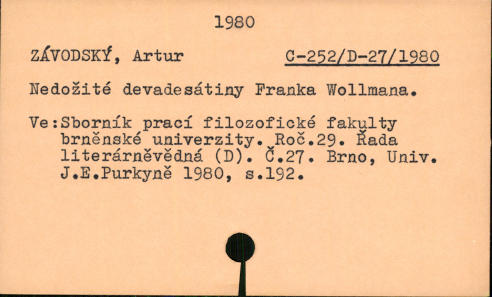 1980
ZÁVODSKÝ, Artur C-252/D-27/1980
Nedožité devadesátiny Franka Wollmana.
Ve:Sborník prací filozofické fakulty
brněnské univerzity. Roč.29. Řada
literárněvědná (D). Č.27. Brno, Univ.
J.E.Purkyně 1980, s.192.